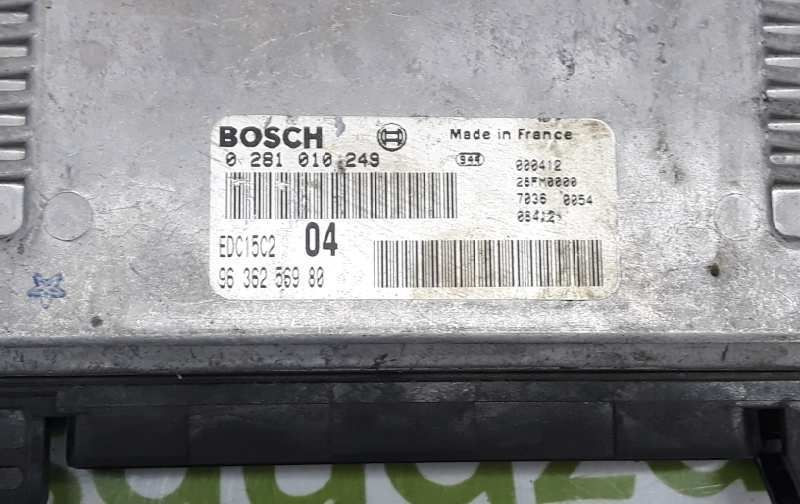 BOSCH Made in France
0 281 010 249 944 000412
28FM0000
7036 0054
EDC15C2 04
96 362 569 80